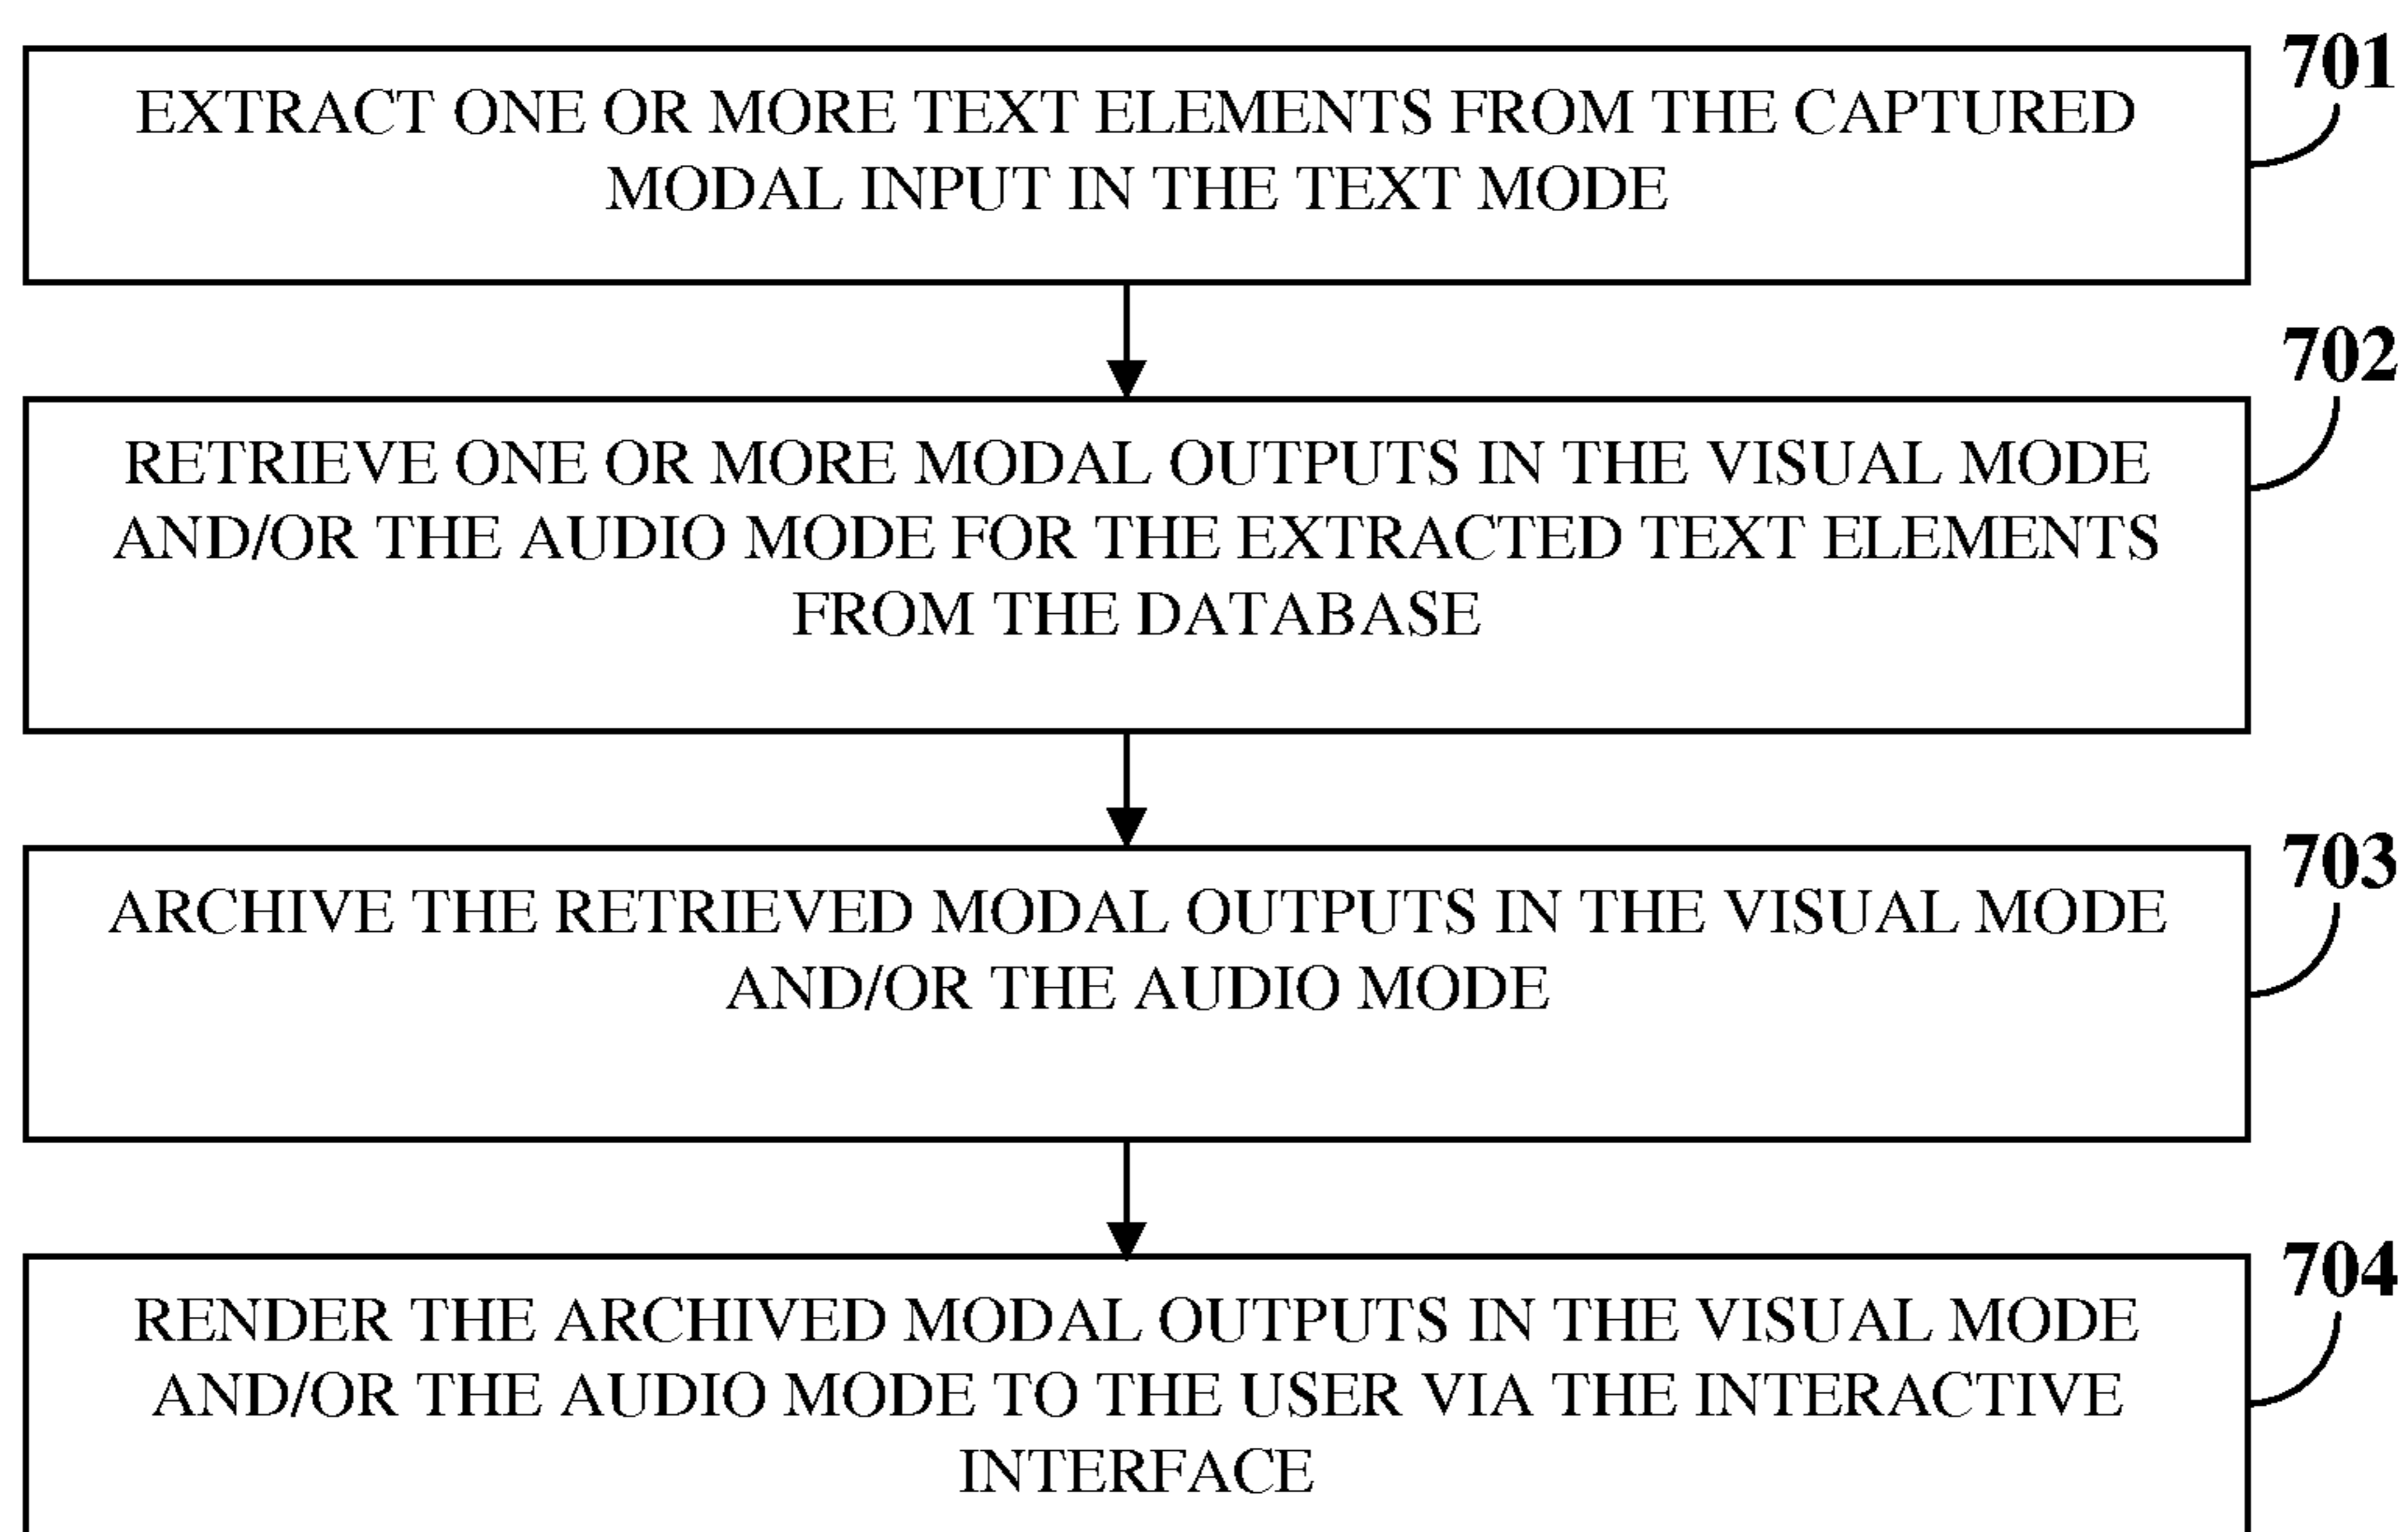 701
EXTRACT ONE OR MORE TEXT ELEMENTS FROM THE CAPTURED
MODAL INPUT IN THE TEXT MODE
702
RETRIEVE ONE OR MORE MODAL OUTPUTS IN THE VISUAL MODE
AND/OR THE AUDIO MODE FOR THE EXTRACTED TEXT ELEMENTS
FROM THE DATABASE
703
ARCHIVE THE RETRIEVED MODAL OUTPUTS IN THE VISUAL MODE
AND/OR THE AUDIO MODE
704
RENDER THE ARCHIVED MODAL OUTPUTS IN THE VISUAL MODE
AND/OR THE AUDIO MODE TO THE USER VIA THE INTERACTIVE
INTERFACE